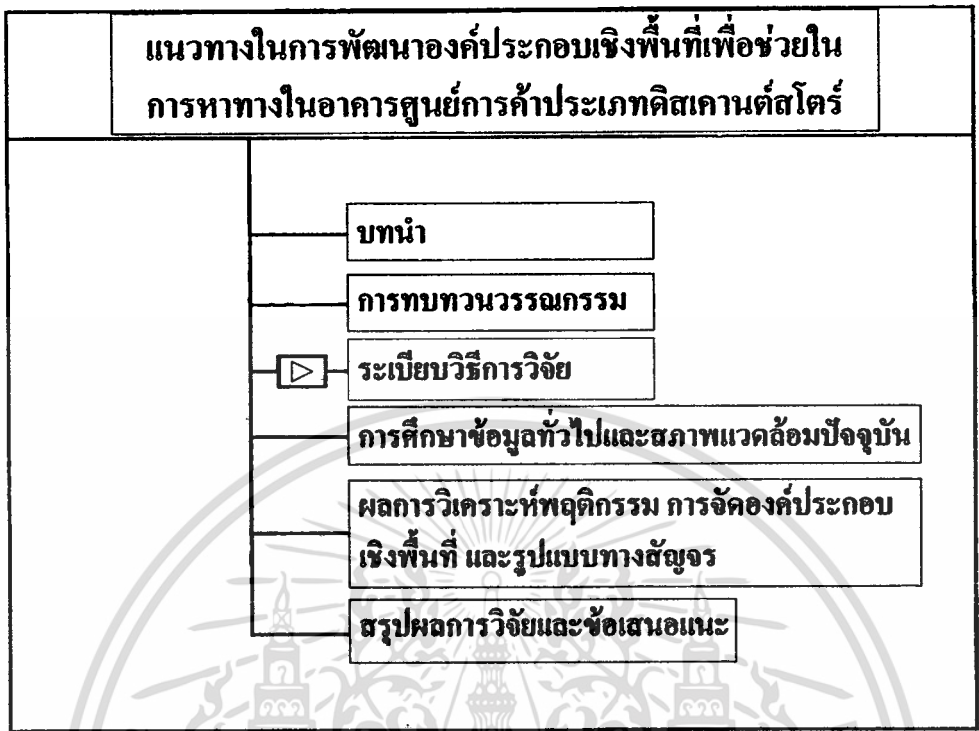 แนวทางในการพัฒนาองค์ประกอบเชิงพื้นที่เพื่อช่วยใน
การหาทางในอาคารศูนย์การค้าประเภทดิสเคานต์สโตร์
บทนำ
การทบทวนวรรณกรรม
ระเบียบวิธีการวิจัย
การศึกษาข้อมูลทั่วไปและสภาพแวดล้อมปัจจุบัน
ผลการวิเคราะห์พฤติกรรม การจัดองค์ประกอบ
เชิงพื้นที่ และรูปแบบทางสัญจร
สรุปผลการวิจัยและข้อเสนอแนะ